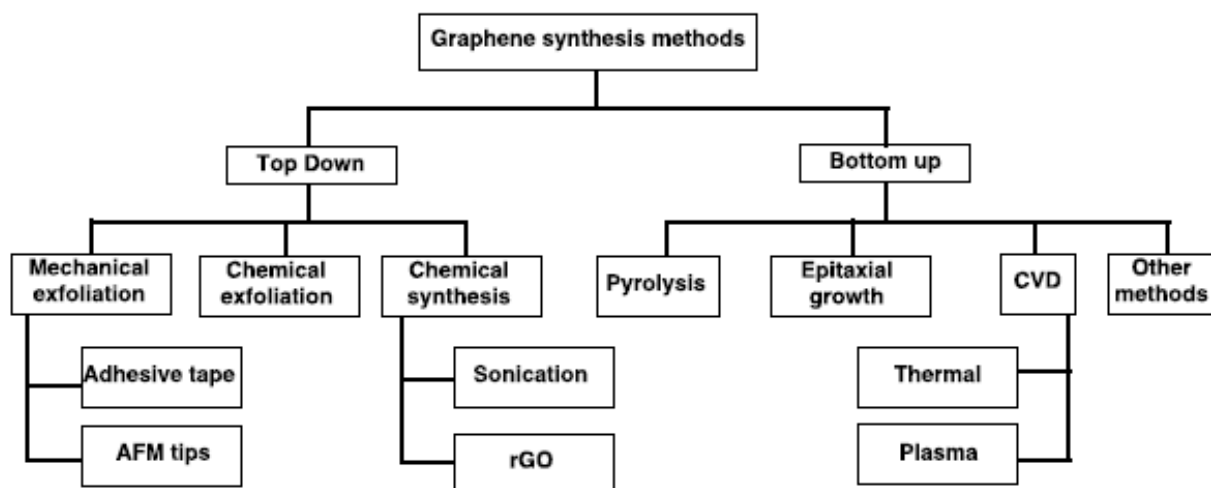 Graphene synthesis methods
Top Down
Bottom up
Mechanical
exfoliation
Chemical
exfoliation
Chemical
synthesis
Pyrolysis
Epitaxial
growth
CVD
Other
methods
Adhesive tape
Sonication
Thermal
AFM tips
rGO
Plasma